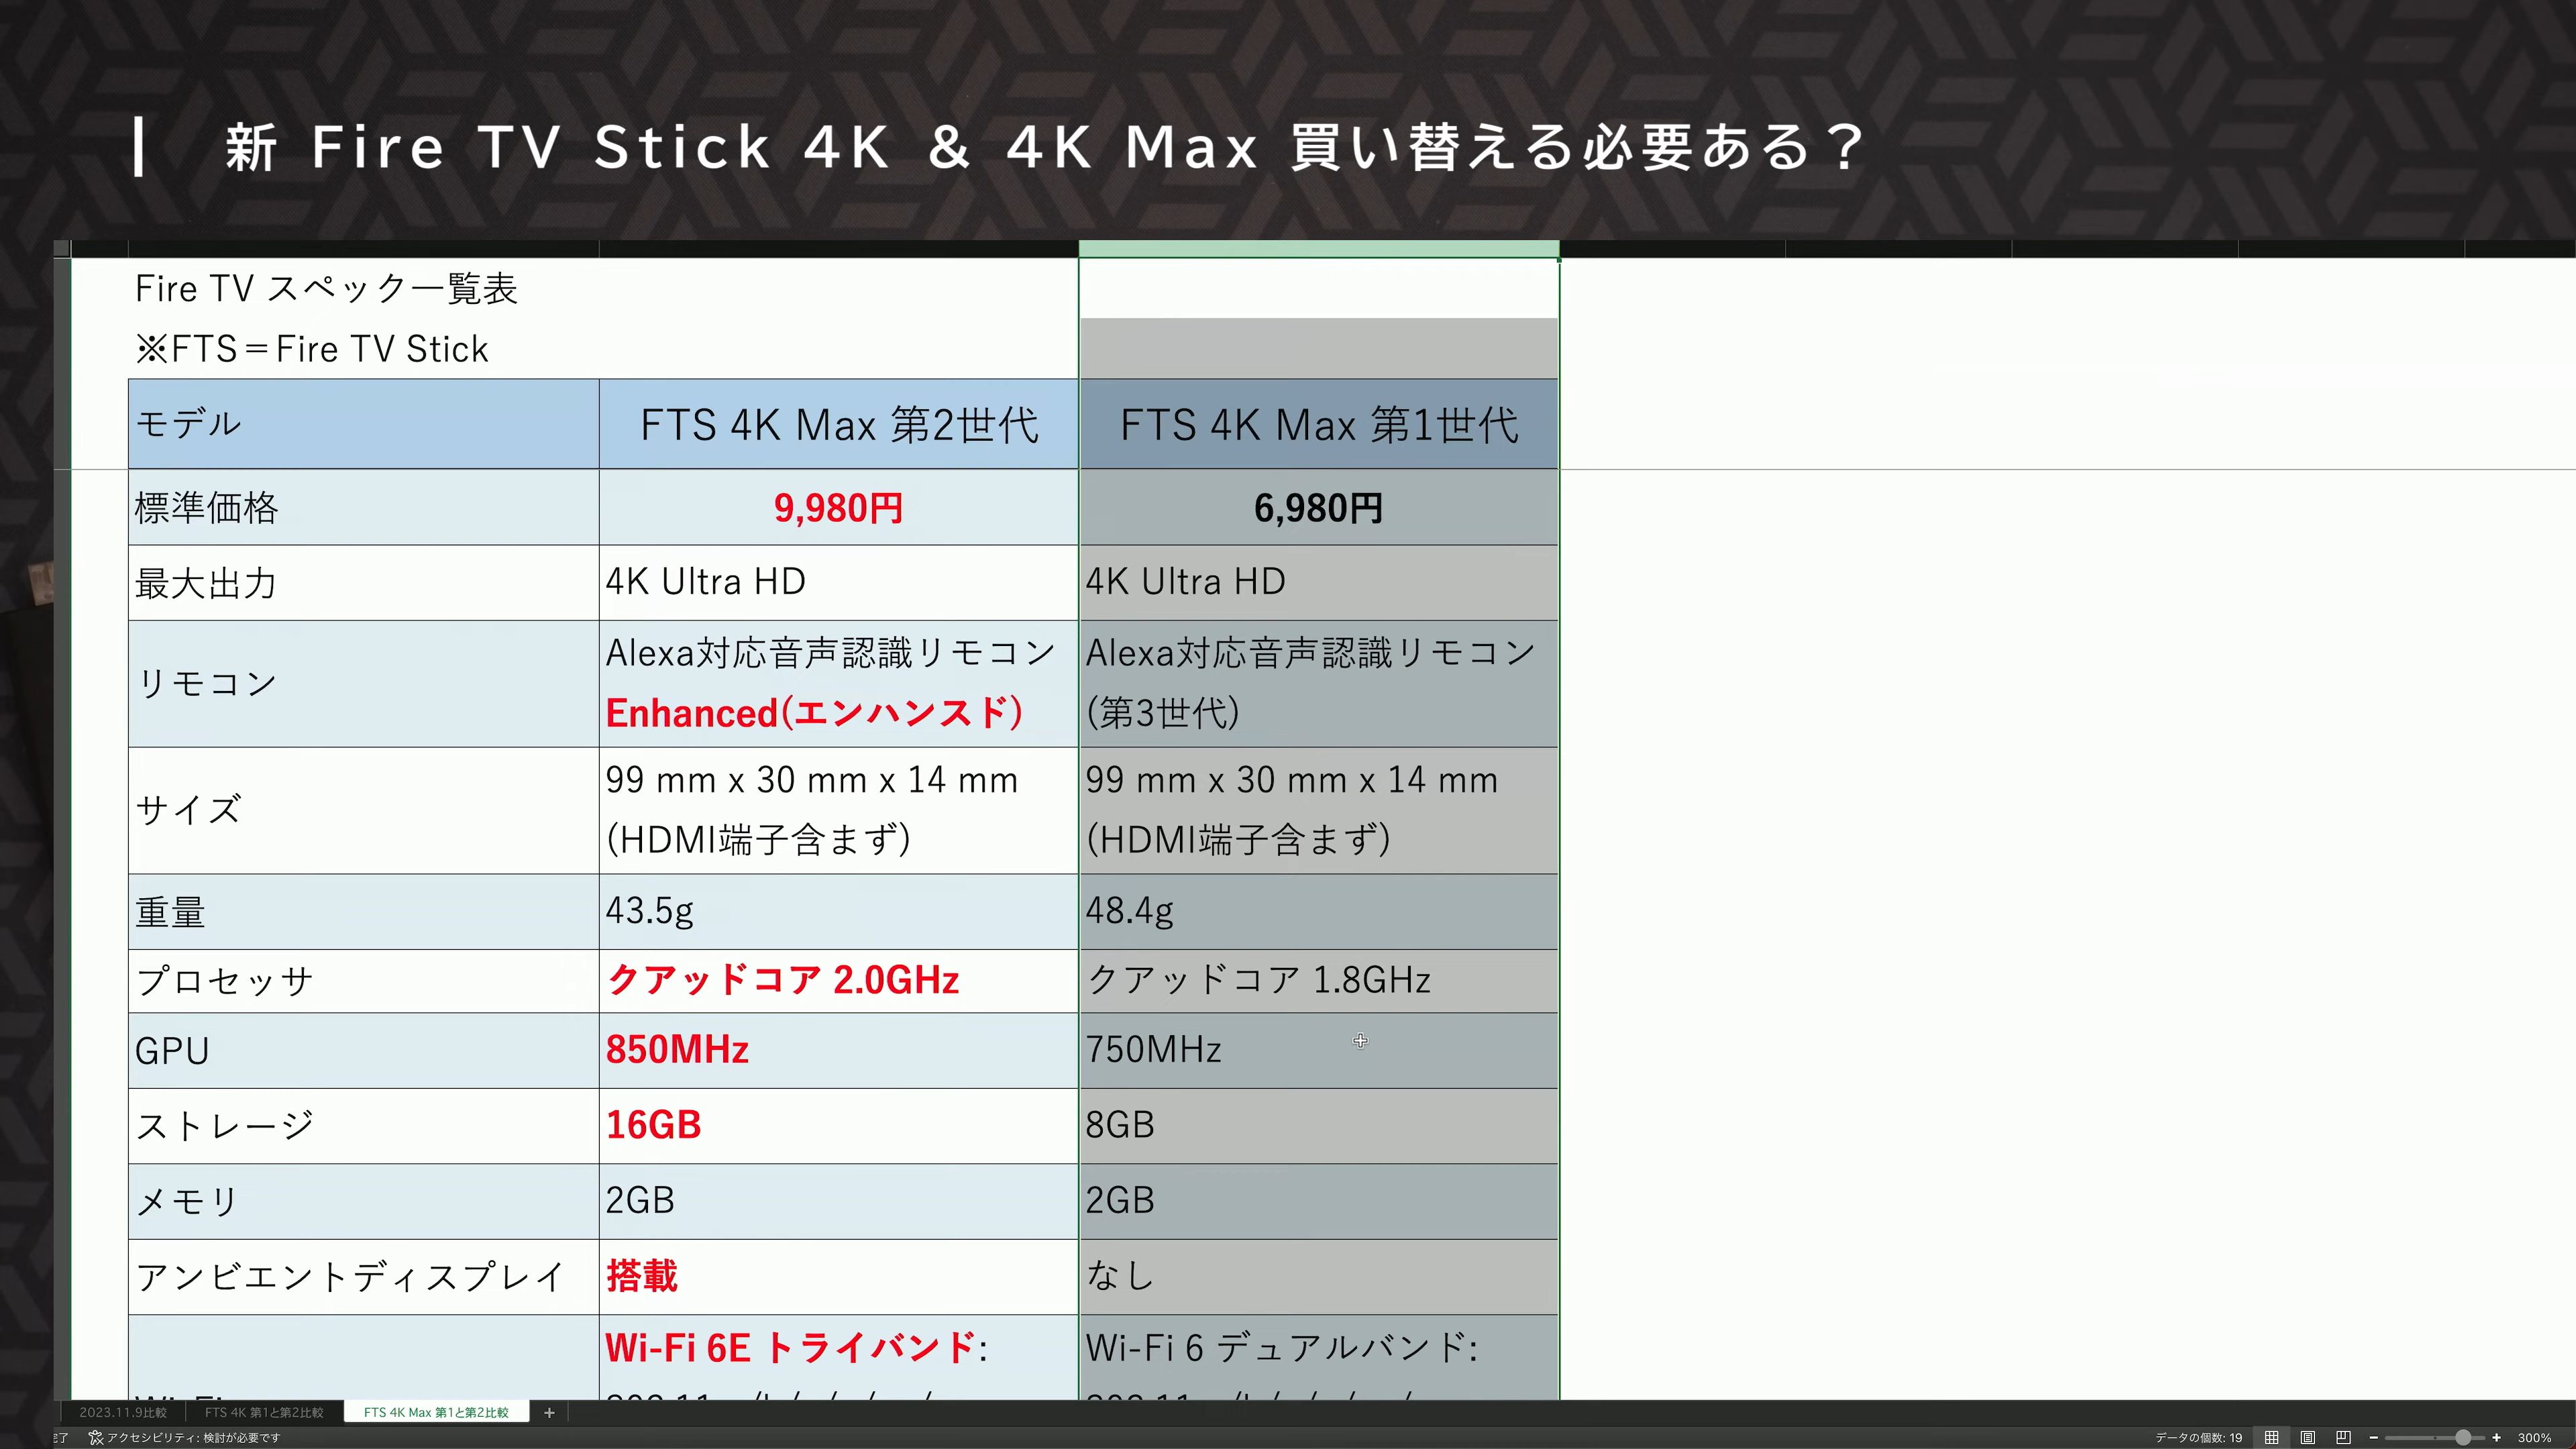 新 Fire TV Stick 4K & 4K Max 買い替える必要ある？
Fire TV スペック一覧表
※FTS＝Fire TV Stick
モデル FTS 4K Max 第2世代 FTS 4K Max 第1世代
標準価格 9,980円 6,980円
最大出力 4K Ultra HD 4K Ultra HD
リモコン Alexa対応音声認識リモコン Alexa対応音声認識リモコン
Enhanced(エンハンスド) (第3世代)
サイズ 99 mm x 30 mm x 14 mm 99 mm x 30 mm x 14 mm
(HDMI端子含まず) (HDMI端子含まず)
重量 43.5g 48.4g
プロセッサ クアッドコア 2.0GHz クアッドコア 1.8GHz
GPU 850MHz 750MHz
ストレージ 16GB 8GB
メモリ 2GB 2GB
アンビエントディスプレイ 搭載 なし
Wi-Fi 6E トライバンド: Wi-Fi 6 デュアルバンド:
2023.11.9比較 FTS 4K 第1と第2比較 FTS 4K Max 第1と第2比較 +
アクセシビリティ: 検討が必要です データの個数: 19 − + 300%